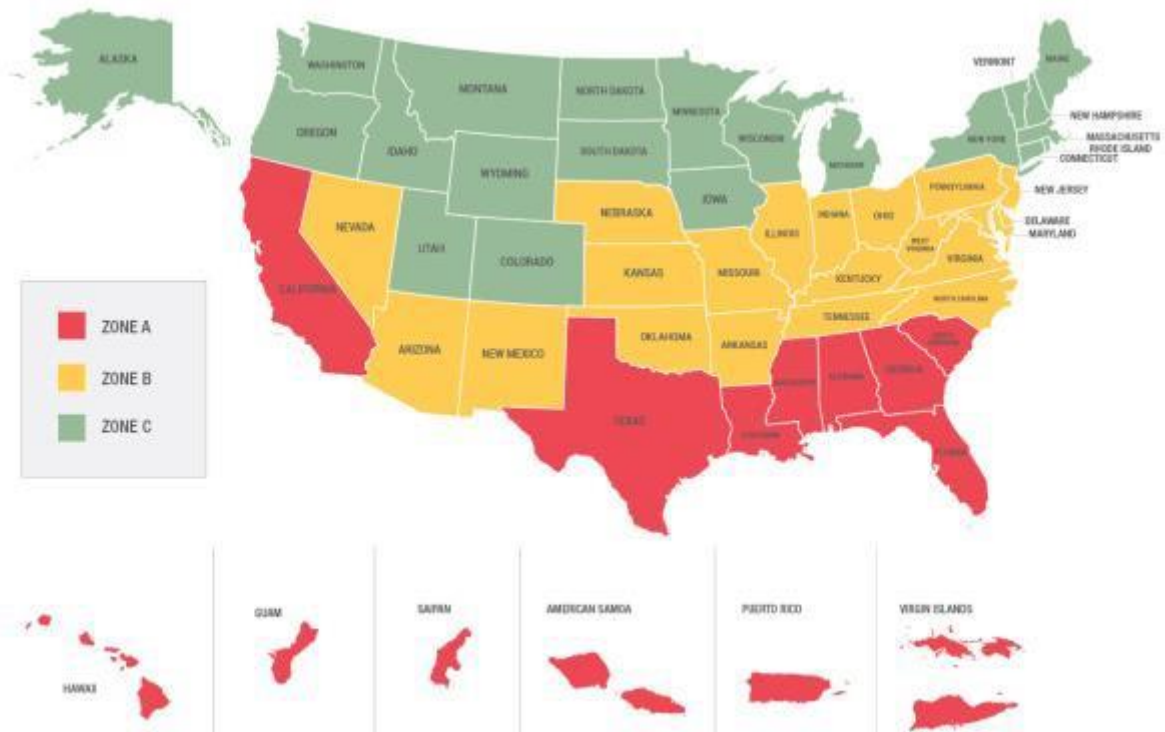 ALASKA
WASHINGTON
MONTANA
NORTH DAKOTA
MINNESOTA
VERMONT
MAINE
OREGON
IDAHO
WYOMING
SOUTH DAKOTA
WISCONSIN
MICHIGAN
NEW YORK
NEW HAMPSHIRE
MASSACHUSETTS
RHODE ISLAND
CONNECTICUT
NEVADA
UTAH
COLORADO
NEBRASKA
IOWA
ILLINOIS
INDIANA
OHIO
PENNSYLVANIA
NEW JERSEY
DELAWARE
MARYLAND
WEST VIRGINIA
VIRGINIA
CALIFORNIA
KANSAS
MISSOURI
KENTUCKY
ARIZONA
NEW MEXICO
OKLAHOMA
ARKANSAS
TENNESSEE
NORTH CAROLINA
SOUTH CAROLINA
TEXAS
LOUISIANA
MISSISSIPPI
ALABAMA
GEORGIA
FLORIDA
ZONE A
ZONE B
ZONE C
HAWAII
GUAM
SAIPAN
AMERICAN SAMOA
PUERTO RICO
VIRGIN ISLANDS